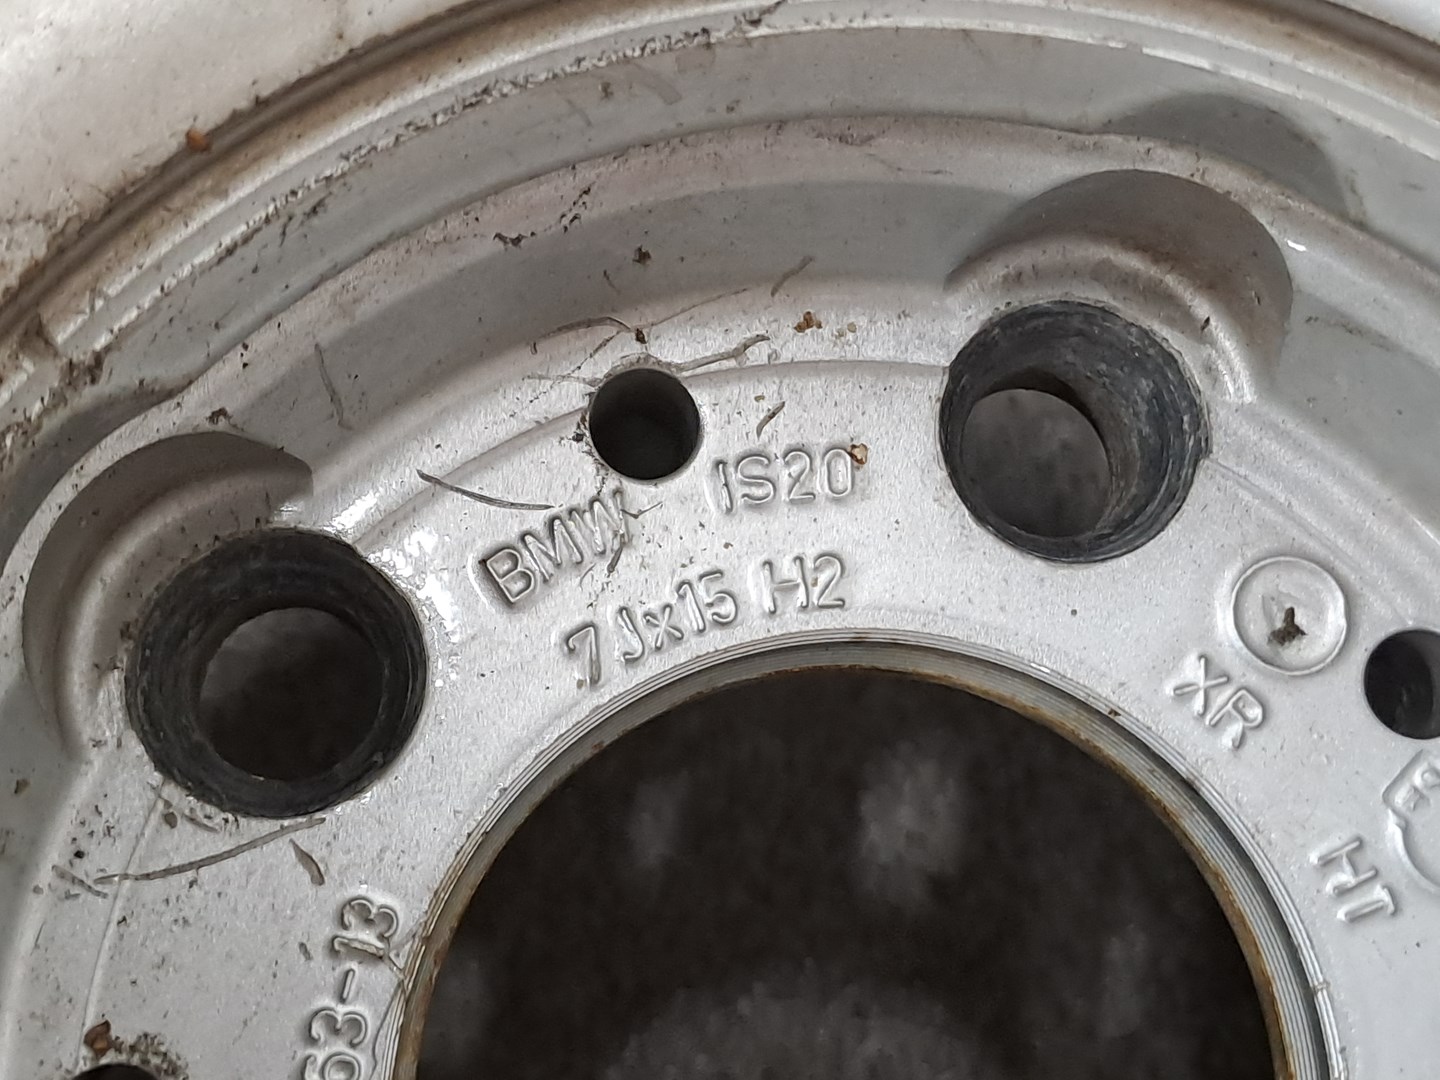 BMW IS20
7Jx15 H2
XR
HT
63-13